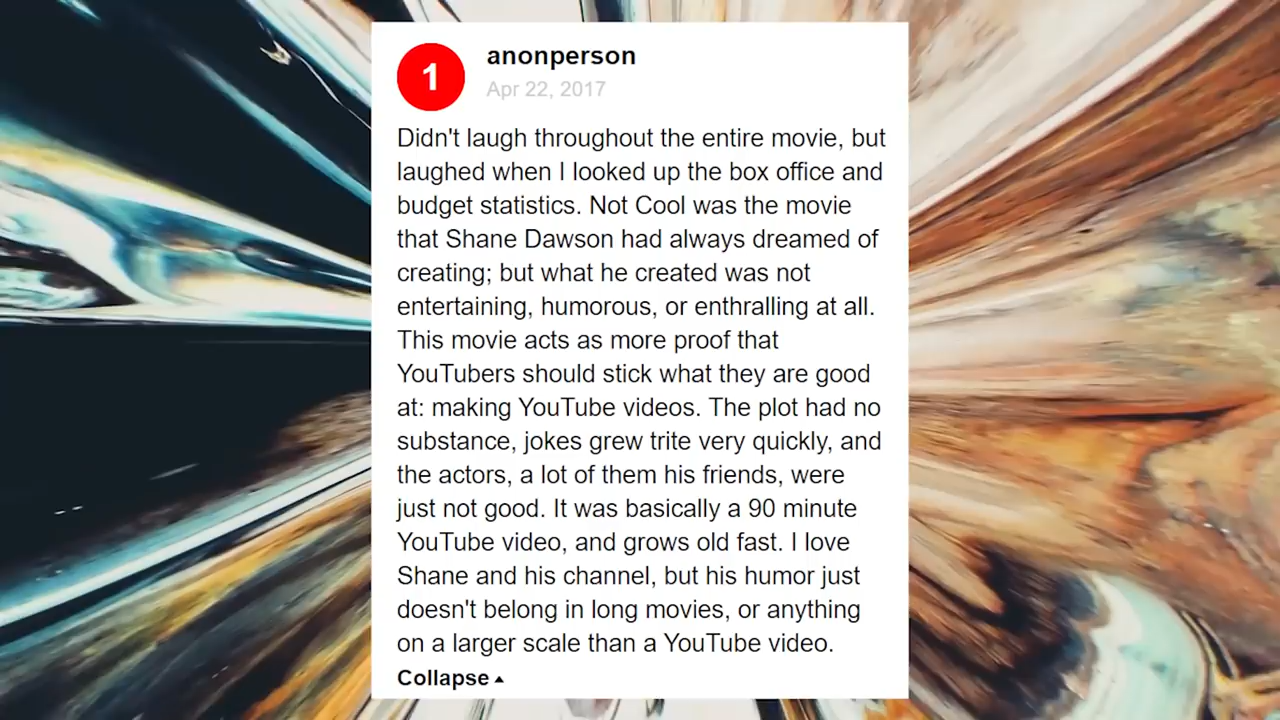 1
anonperson
Apr 22, 2017
Didn't laugh throughout the entire movie, but
laughed when I looked up the box office and
budget statistics. Not Cool was the movie
that Shane Dawson had always dreamed of
creating; but what he created was not
entertaining, humorous, or enthralling at all.
This movie acts as more proof that
YouTubers should stick what they are good
at: making YouTube videos. The plot had no
substance, jokes grew trite very quickly, and
the actors, a lot of them his friends, were
just not good. It was basically a 90 minute
YouTube video, and grows old fast. I love
Shane and his channel, but his humor just
doesn't belong in long movies, or anything
on a larger scale than a YouTube video.
Collapse